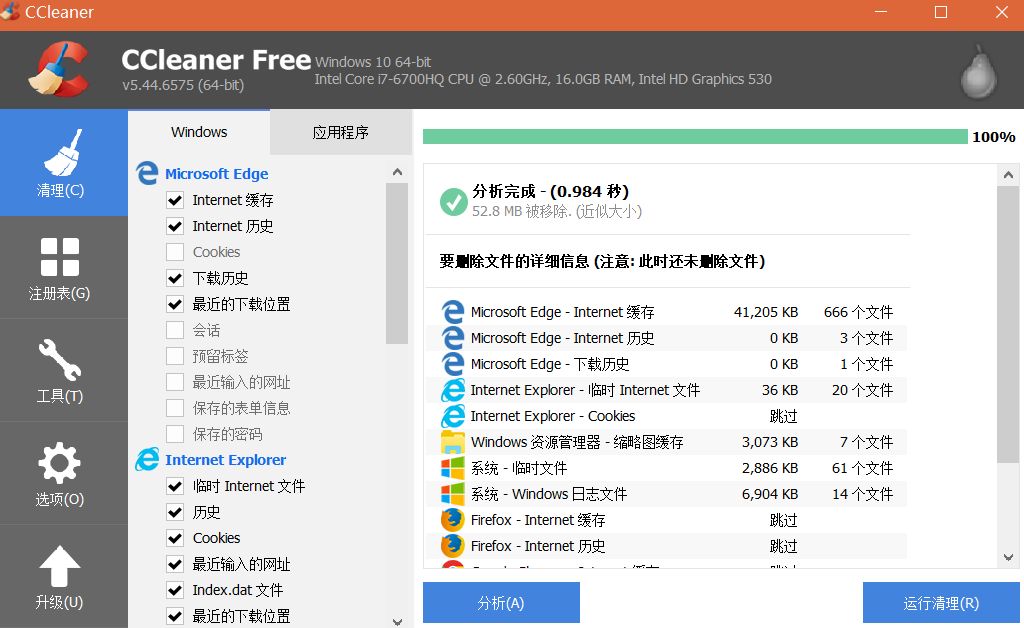 CCleaner
CCleaner Free
v5.44.6575 (64-bit)
Windows 10 64-bit
Intel Core i7-6700HQ CPU @ 2.60GHz, 16.0GB RAM, Intel HD Graphics 530
清理(C)
注册表(G)
工具(T)
选项(O)
升级(U)
Windows
应用程序
Microsoft Edge
Internet 缓存
Internet 历史
Cookies
下载历史
最近的下载位置
会话
预留标签
最近输入的网址
保存的表单信息
保存的密码
Internet Explorer
临时 Internet 文件
历史
Cookies
最近输入的网址
Index.dat 文件
最近的下载位置
100%
分析完成 - (0.984 秒)
52.8 MB 被移除. (近似大小)
要删除文件的详细信息 (注意: 此时还未删除文件)
Microsoft Edge - Internet 缓存 41,205 KB 666 个文件
Microsoft Edge - Internet 历史 0 KB 3 个文件
Microsoft Edge - 下载历史 0 KB 1 个文件
Internet Explorer - 临时 Internet 文件 36 KB 20 个文件
Internet Explorer - Cookies 跳过
Windows 资源管理器 - 缩略图缓存 3,073 KB 7 个文件
系统 - 临时文件 2,886 KB 61 个文件
系统 - Windows 日志文件 6,904 KB 14 个文件
Firefox - Internet 缓存 跳过
Firefox - Internet 历史 跳过
分析(A)
运行清理(R)